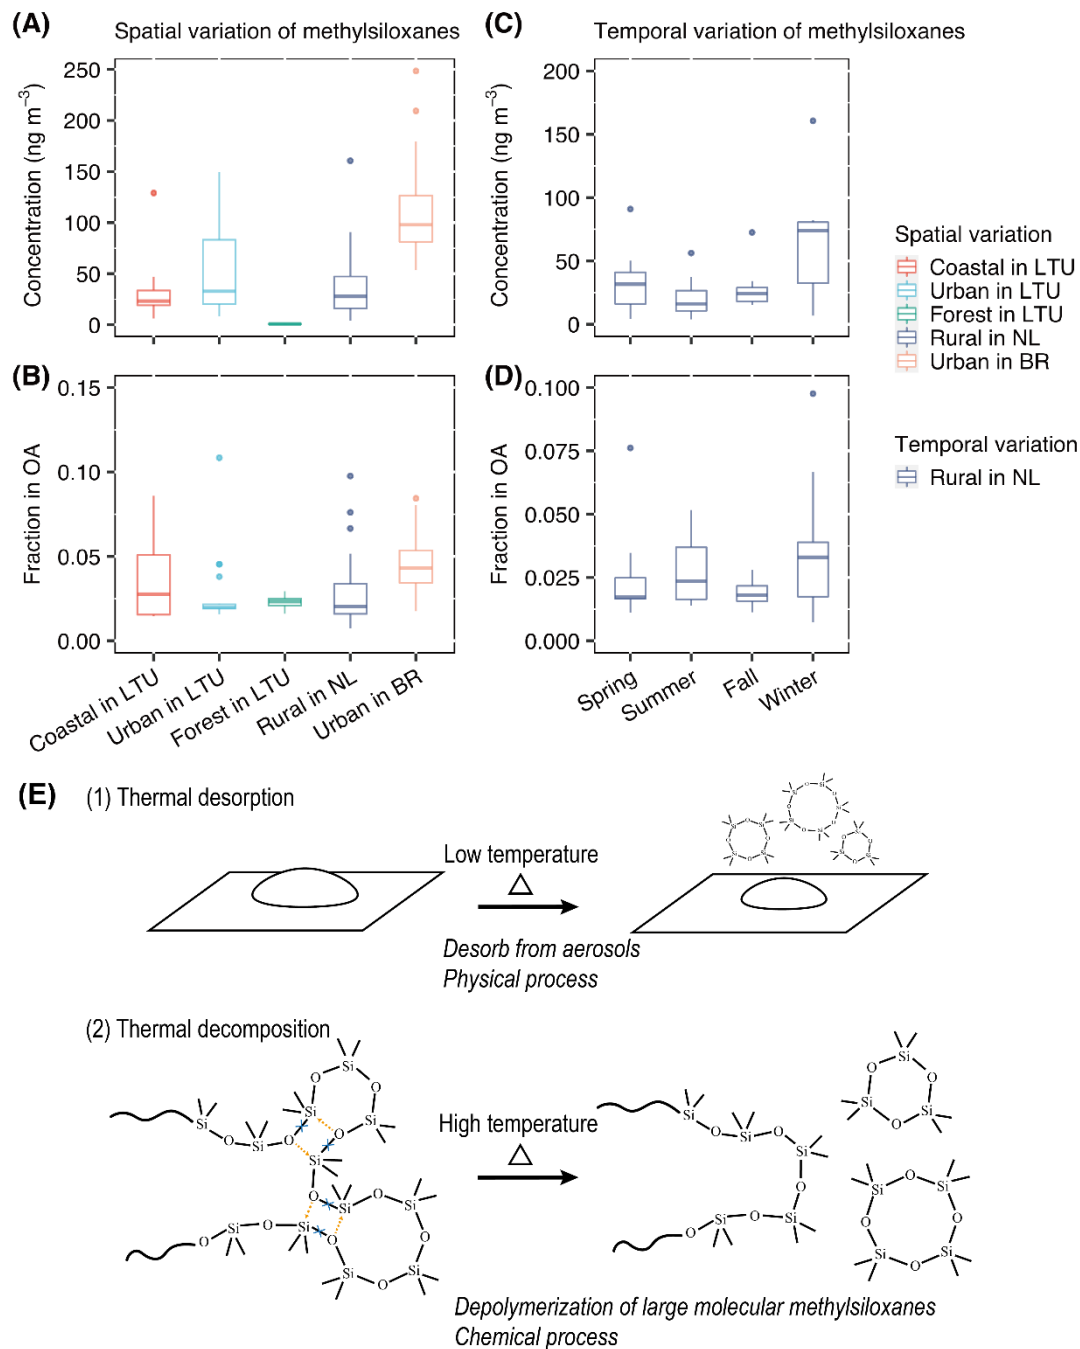 (A)
Spatial variation of methylsiloxanes
Concentration (ng m⁻³)
250
200
150
100
50
0
(C)
Temporal variation of methylsiloxanes
Concentration (ng m⁻³)
200
150
100
50
0
Spatial variation
Coastal in LTU
Urban in LTU
Forest in LTU
Rural in NL
Urban in BR
Temporal variation
Rural in NL
(B)
Fraction in OA
0.15
0.10
0.05
0.00
Coastal in LTU
Urban in LTU
Forest in LTU
Rural in NL
Urban in BR
(D)
0.100
0.075
0.050
0.025
0.000
Spring
Summer
Fall
Winter
(E)
(1) Thermal desorption
Low temperature
△
Desorb from aerosols
Physical process
(2) Thermal decomposition
High temperature
△
Depolymerization of large molecular methylsiloxanes
Chemical process